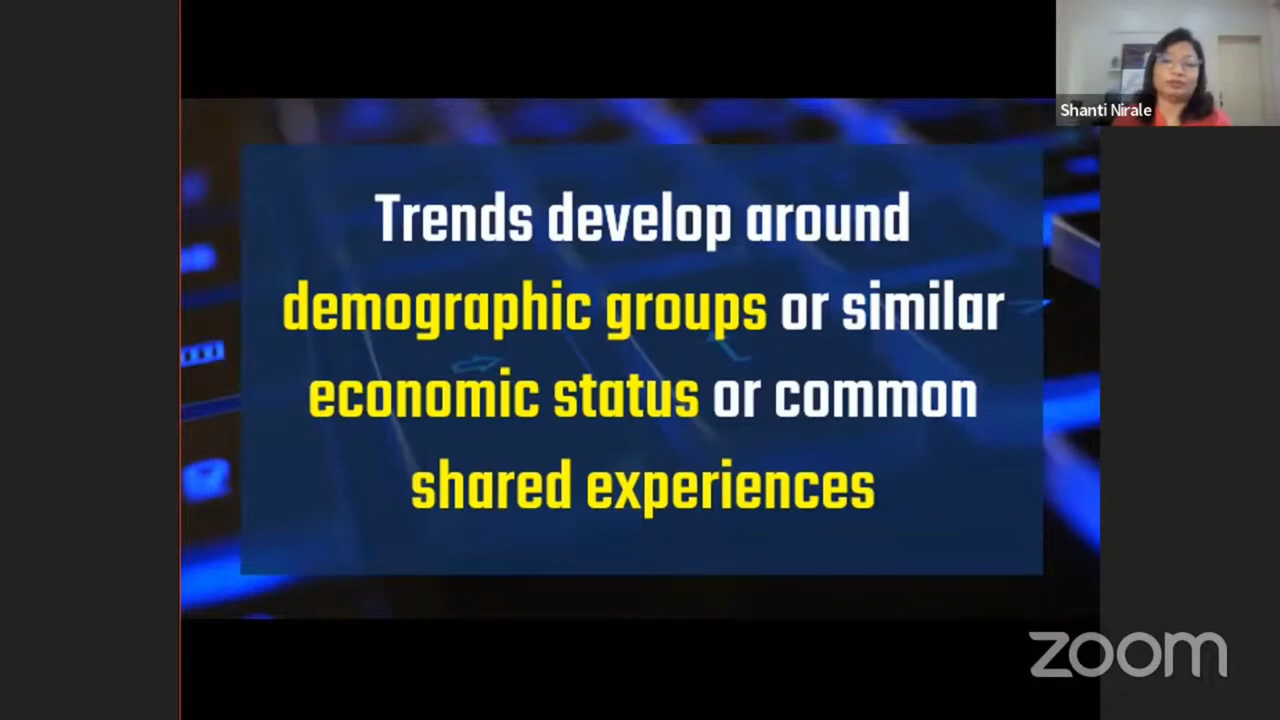 Shanti Nirale
Trends develop around
demographic groups or similar
economic status or common
shared experiences
zoom